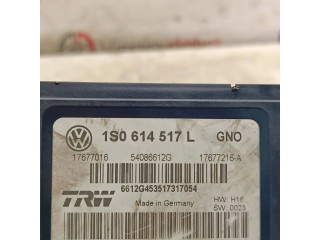 1S0 614 517 L GNO
17677016 54086612G 17677215-A
6612G453517317054
TRW
Made in Germany
HW: H16
SW: 0023